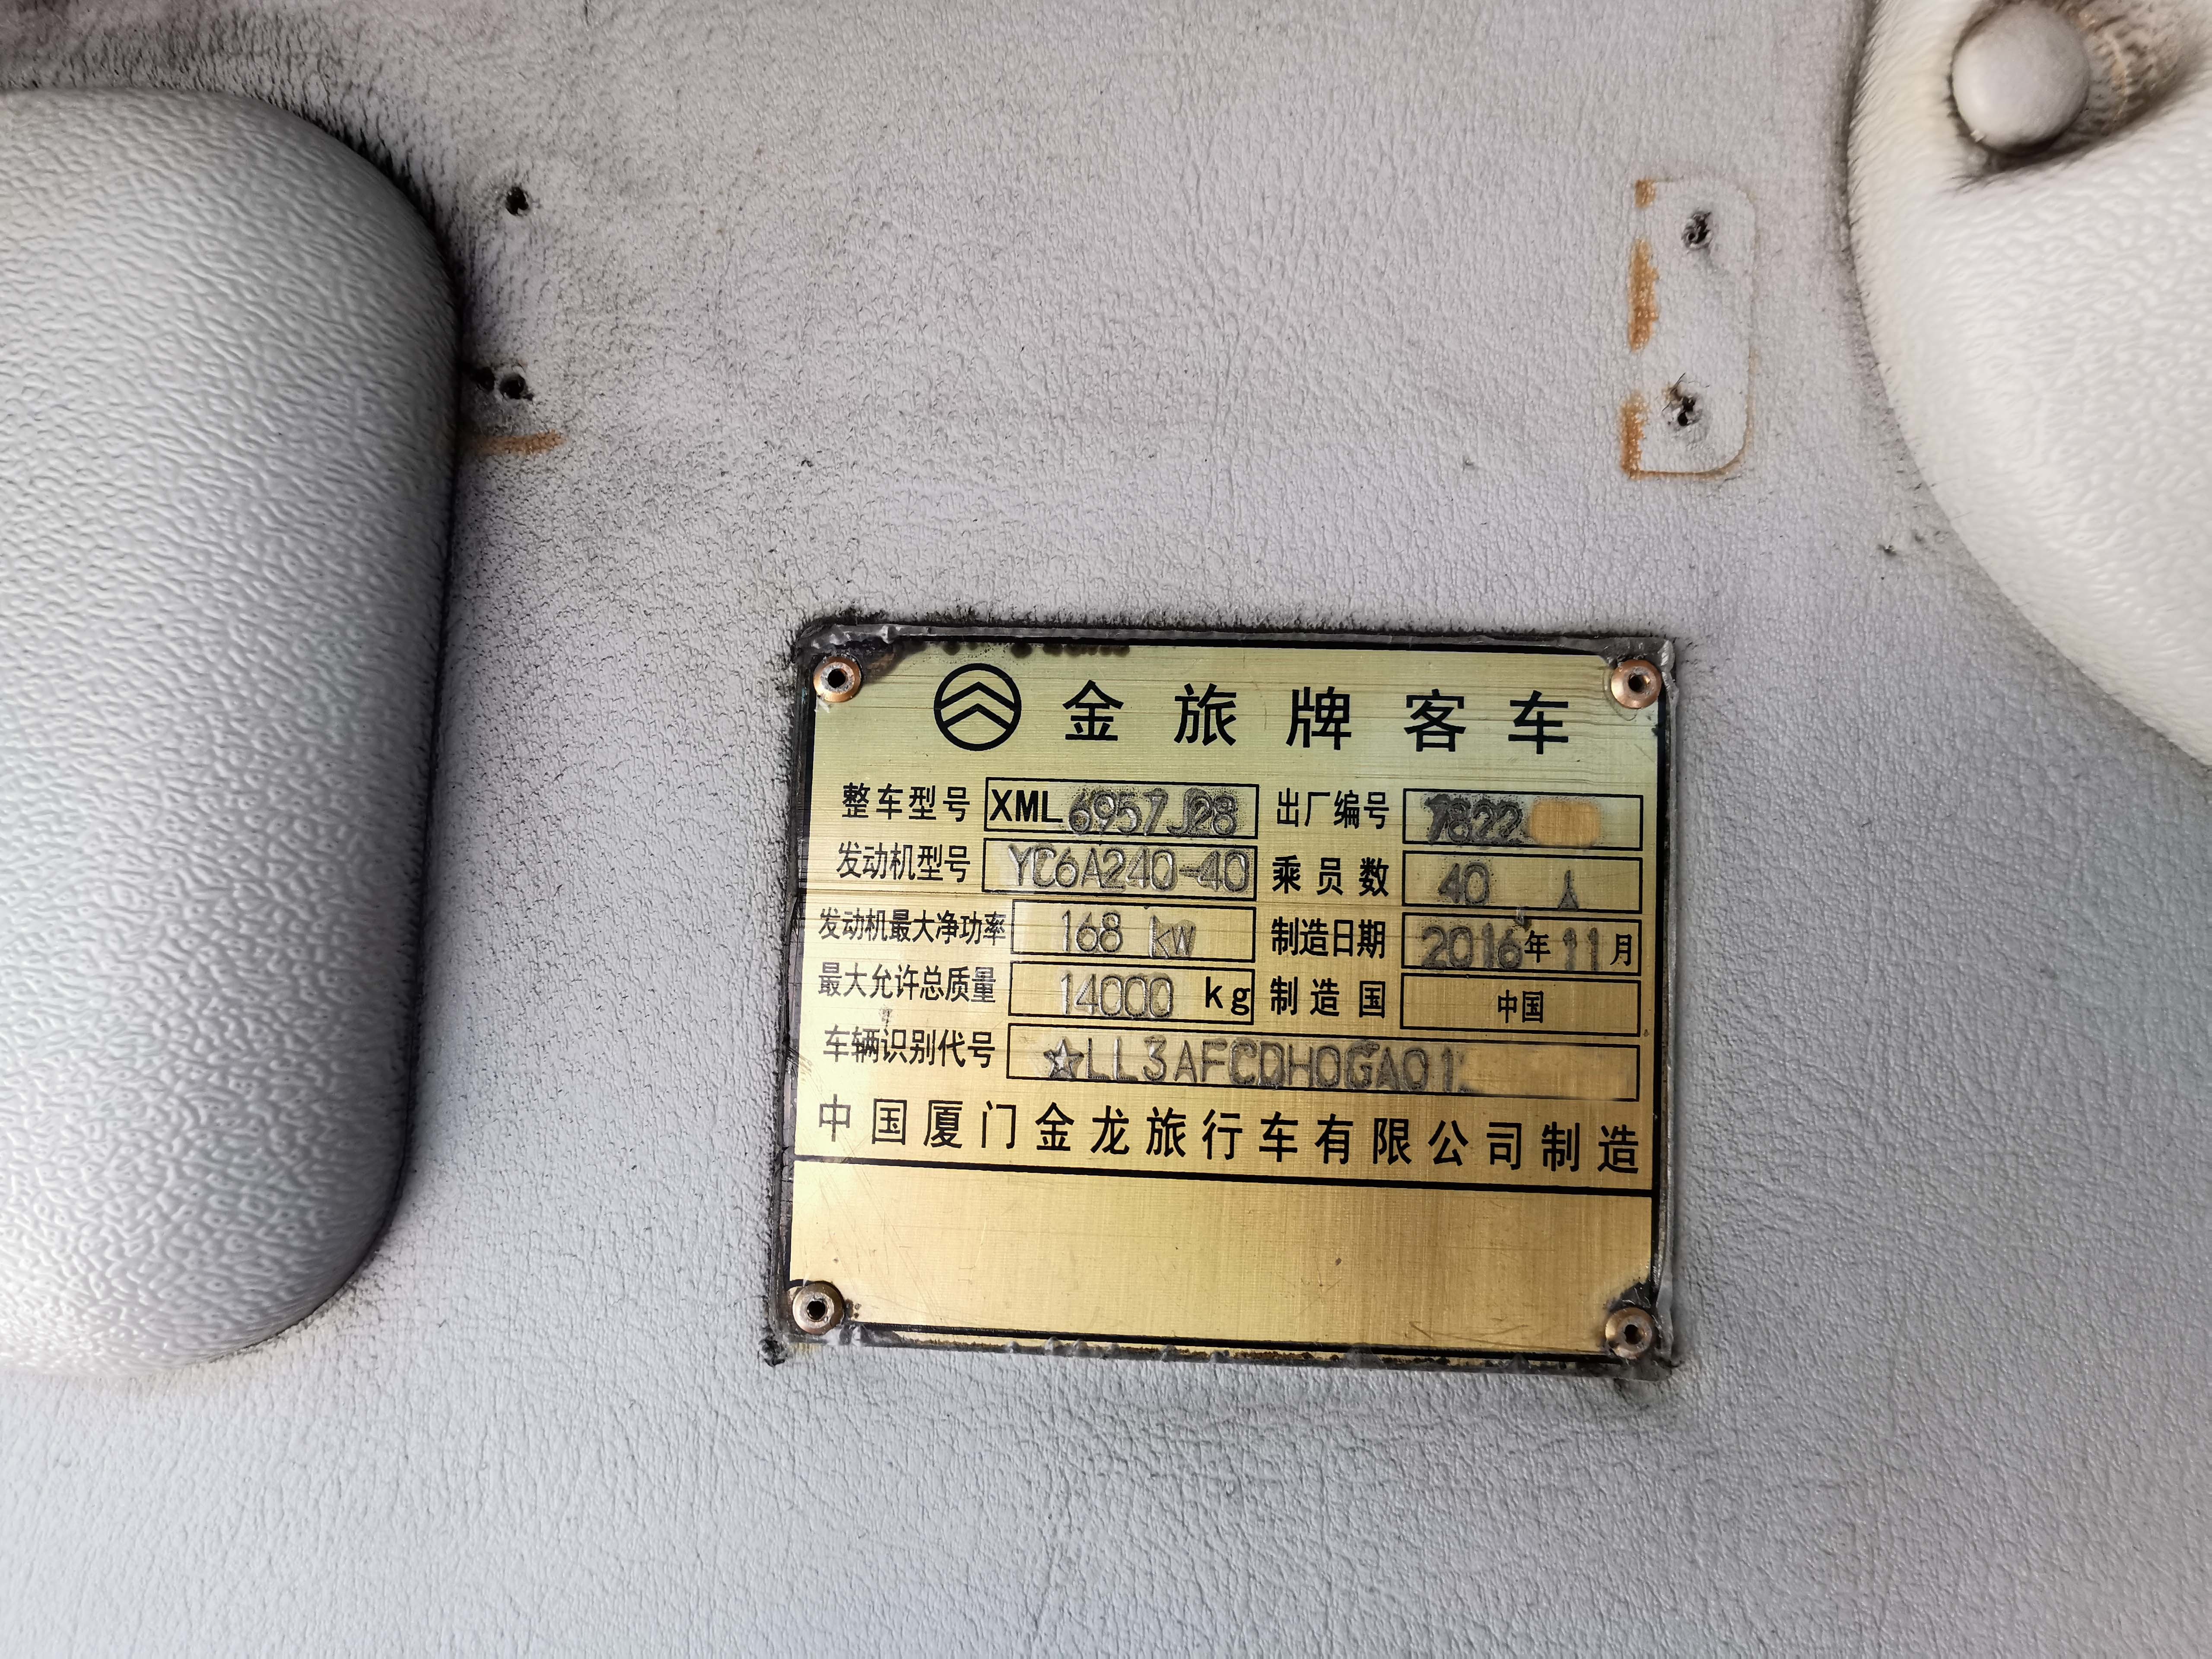 金旅牌客车
整车型号 XML6957J28 出厂编号 7822
发动机型号 YC6A240-40 乘员数 40 人
发动机最大净功率 168 kw 制造日期 2016年11月
最大允许总质量 14000 kg 制造国 中国
车辆识别代号 ☆LL3AFCDH0GA01
中国厦门金龙旅行车有限公司制造